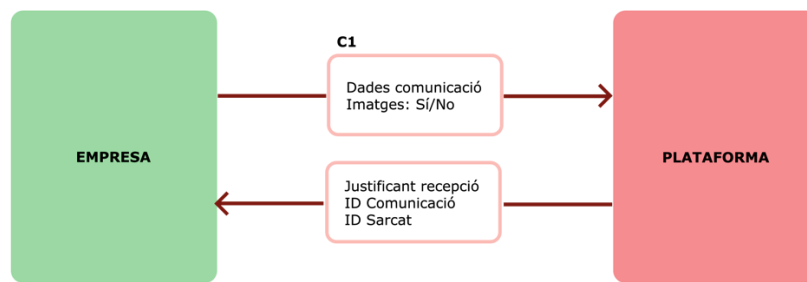 C1
Dades comunicació
Imatges: Sí/No
EMPRESA
PLATAFORMA
Justificant recepció
ID Comunicació
ID Sarcat